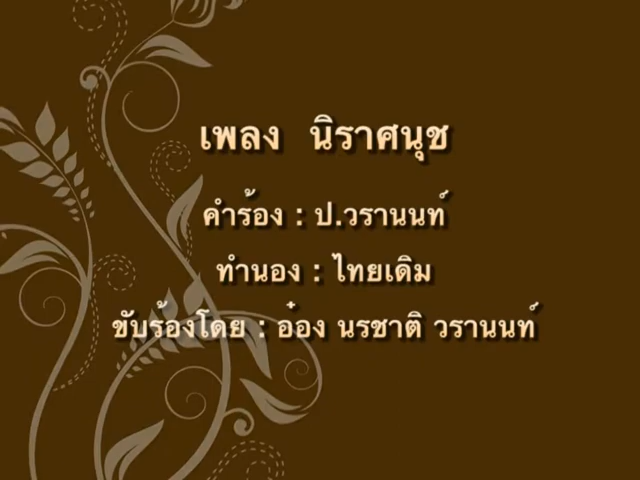 เพลง นิราศนุช
คำร้อง : ป.วรานนท์
ทำนอง : ไทยเดิม
ขับร้องโดย : อ๋อง นรชาติ วรานนท์